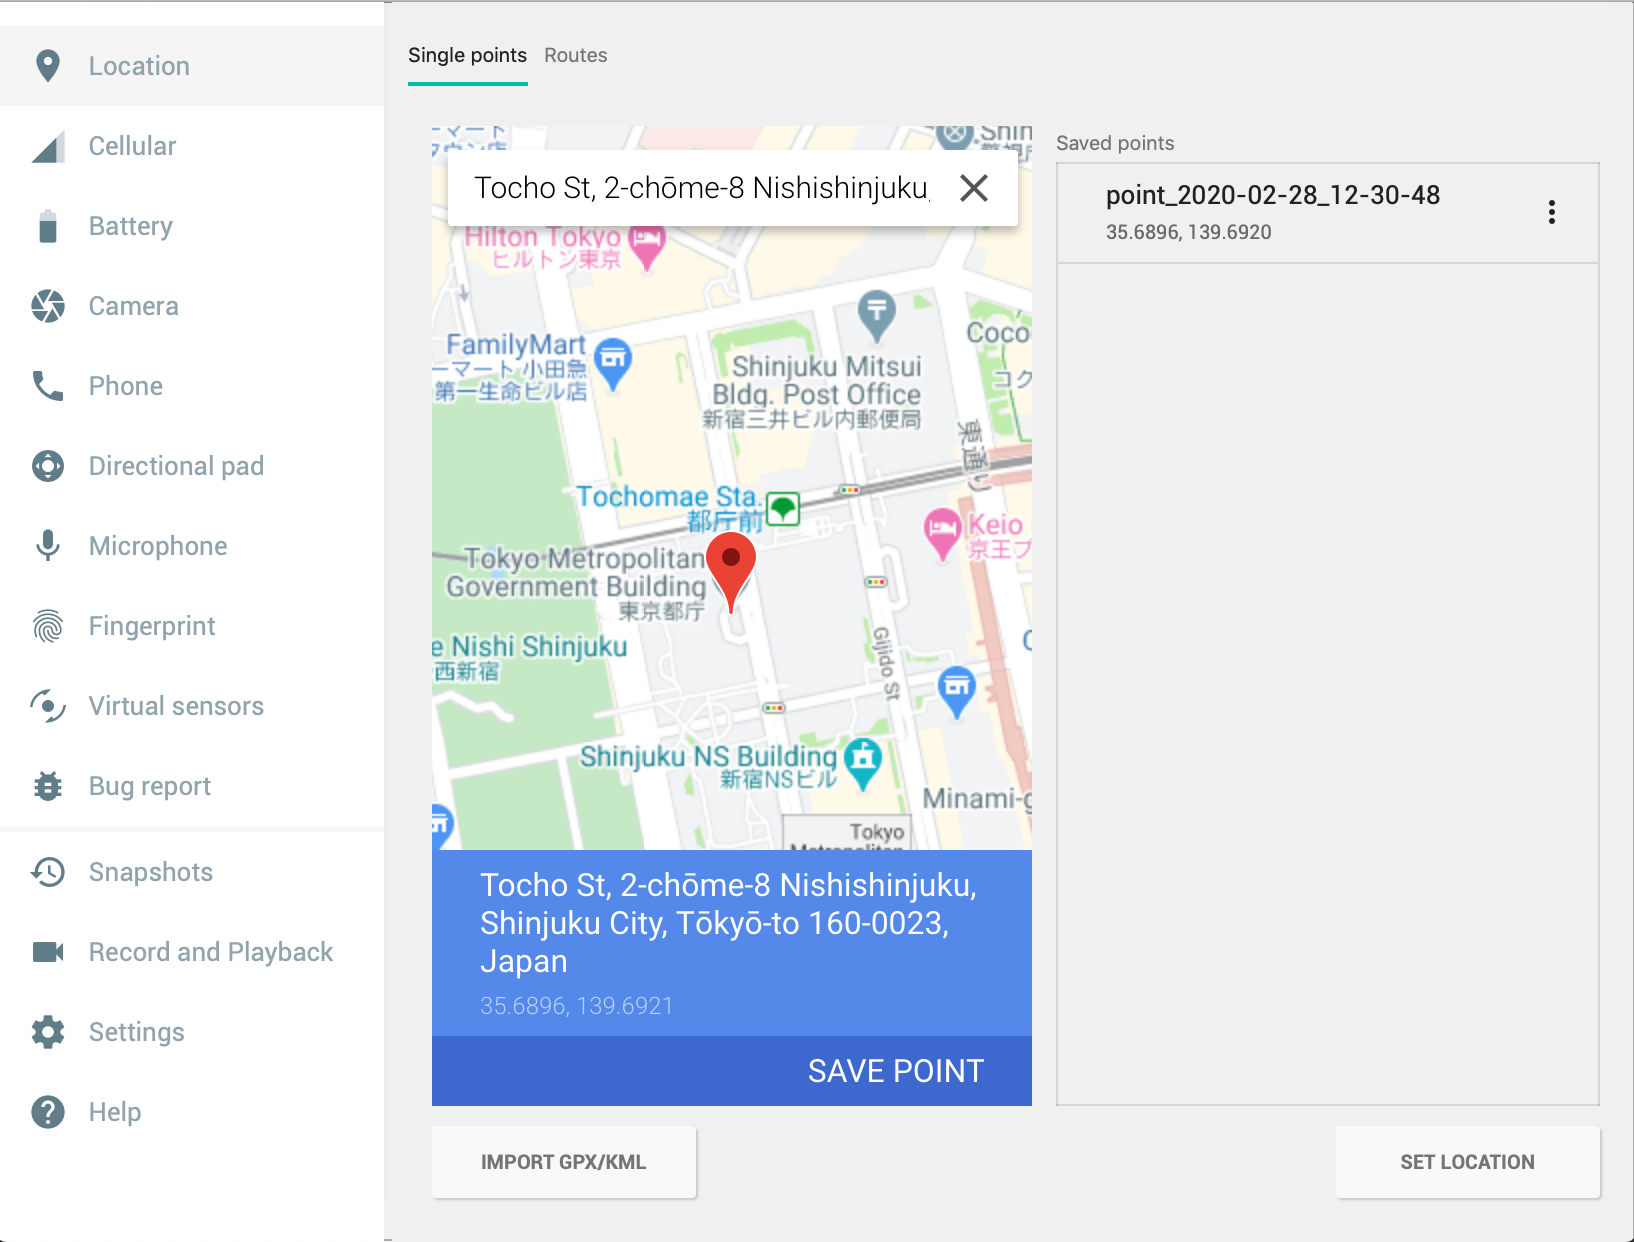 Location
Cellular
Battery
Camera
Phone
Directional pad
Microphone
Fingerprint
Virtual sensors
Bug report
Snapshots
Record and Playback
Settings
Help
Single points
Routes
Tocho St, 2-chōme-8 Nishishinjuku,
Hilton Tokyo
ヒルトン東京
FamilyMart
ーマート 小田急
第一生命ビル店
Shinjuku Mitsui
Bldg. Post Office
新宿三井ビル内郵便局
Coco
コク
東通り
Tochomae Sta.
都庁前
Keio
京王プ
Tokyo Metropolitan
Government Building
東京都庁
e Nishi Shinjuku
西新宿
Gijido St
Shinjuku NS Building
新宿NSビル
Minami-g
Tokyo
Metropolitan
Tocho St, 2-chōme-8 Nishishinjuku,
Shinjuku City, Tōkyō-to 160-0023,
Japan
35.6896, 139.6921
SAVE POINT
IMPORT GPX/KML
Saved points
point_2020-02-28_12-30-48
35.6896, 139.6920
SET LOCATION